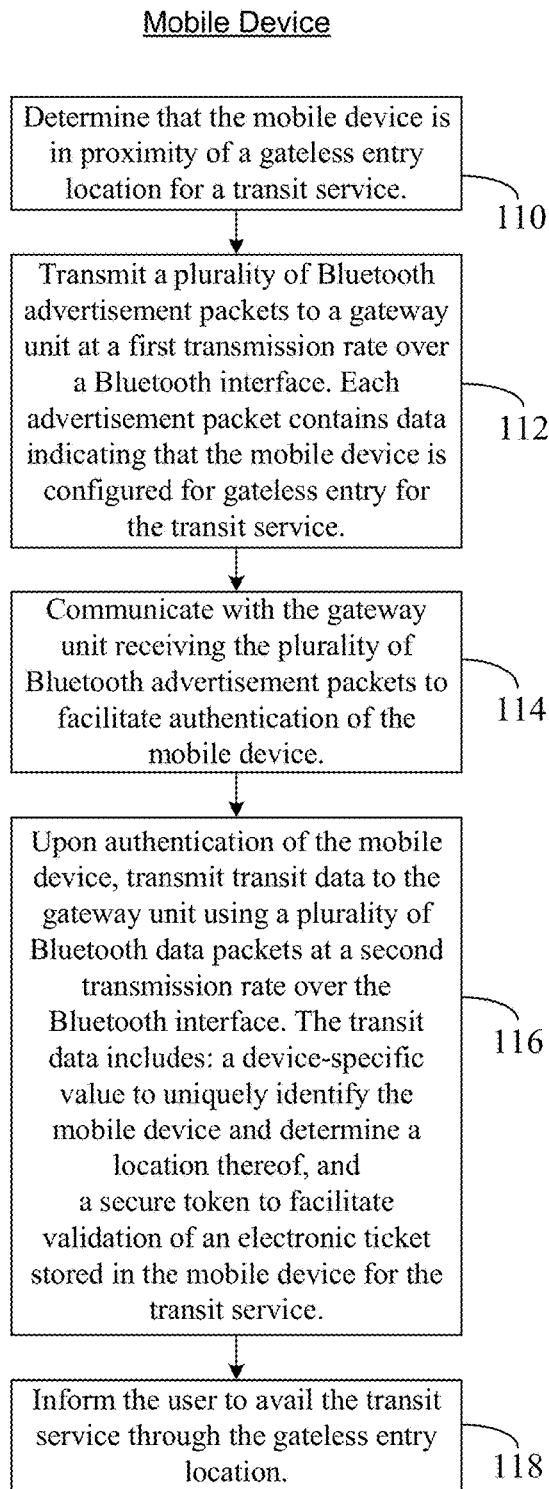 Mobile Device
Determine that the mobile device is
in proximity of a gateless entry
location for a transit service.
110
Transmit a plurality of Bluetooth
advertisement packets to a gateway
unit at a first transmission rate over
a Bluetooth interface. Each
advertisement packet contains data
indicating that the mobile device is
configured for gateless entry for
the transit service.
112
Communicate with the gateway
unit receiving the plurality of
Bluetooth advertisement packets to
facilitate authentication of the
mobile device.
114
Upon authentication of the mobile
device, transmit transit data to the
gateway unit using a plurality of
Bluetooth data packets at a second
transmission rate over the
Bluetooth interface. The transit
data includes: a device-specific
value to uniquely identify the
mobile device and determine a
location thereof, and
a secure token to facilitate
validation of an electronic ticket
stored in the mobile device for the
transit service.
116
Inform the user to avail the transit
service through the gateless entry
location.
118